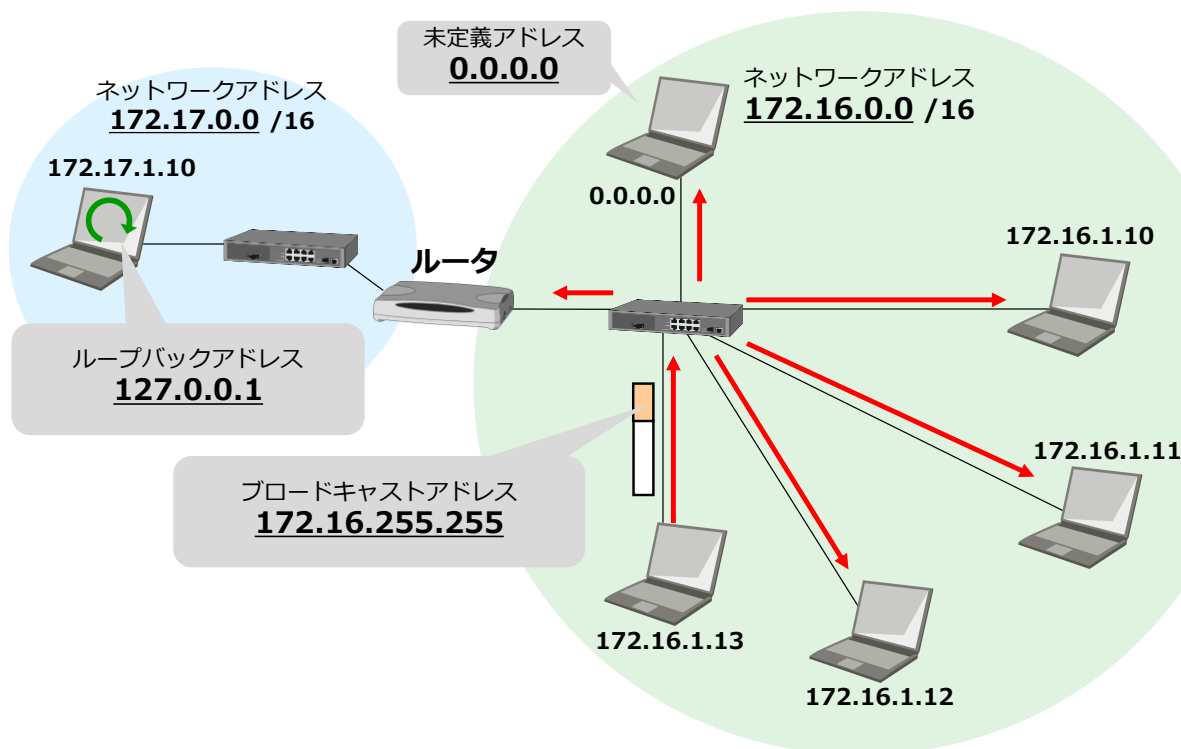 未定義アドレス
0.0.0.0
ネットワークアドレス
172.17.0.0 /16
ネットワークアドレス
172.16.0.0 /16
172.17.1.10
0.0.0.0
172.16.1.10
ルータ
ループバックアドレス
127.0.0.1
172.16.1.11
ブロードキャストアドレス
172.16.255.255
172.16.1.13
172.16.1.12